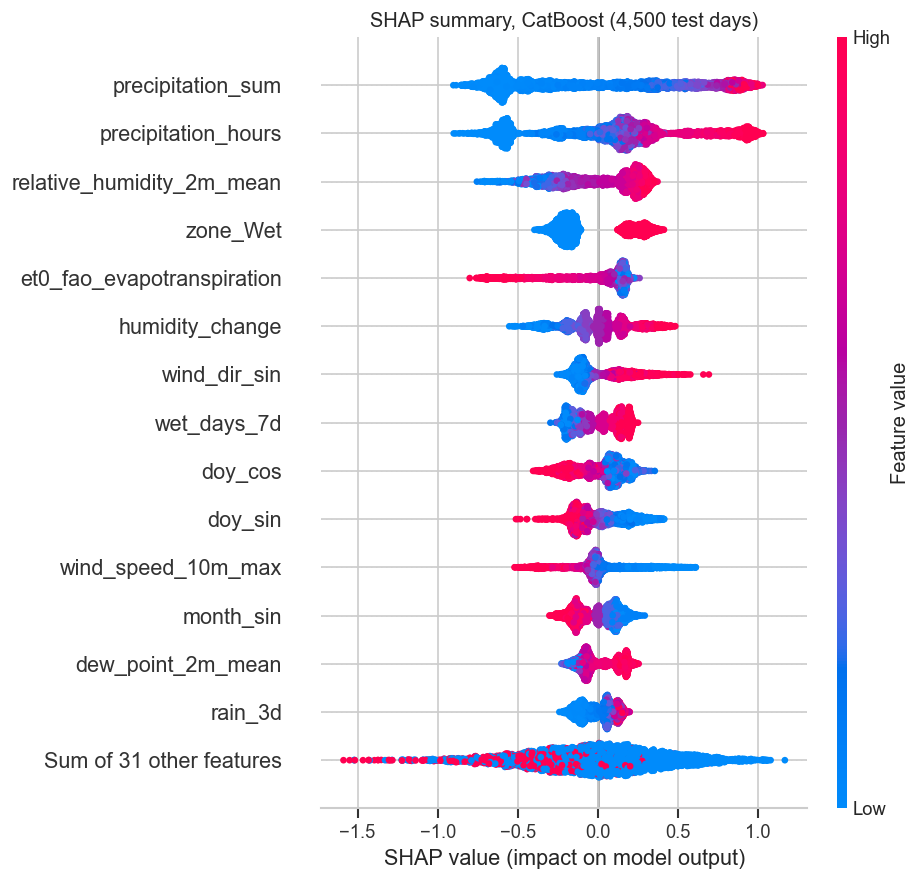 SHAP summary, CatBoost (4,500 test days)
High
precipitation_sum
precipitation_hours
relative_humidity_2m_mean
zone_Wet
et0_fao_evapotranspiration
humidity_change
wind_dir_sin
wet_days_7d
doy_cos
doy_sin
wind_speed_10m_max
month_sin
dew_point_2m_mean
rain_3d
Sum of 31 other features
Feature value
Low
−1.5 −1.0 −0.5 0.0 0.5 1.0
SHAP value (impact on model output)